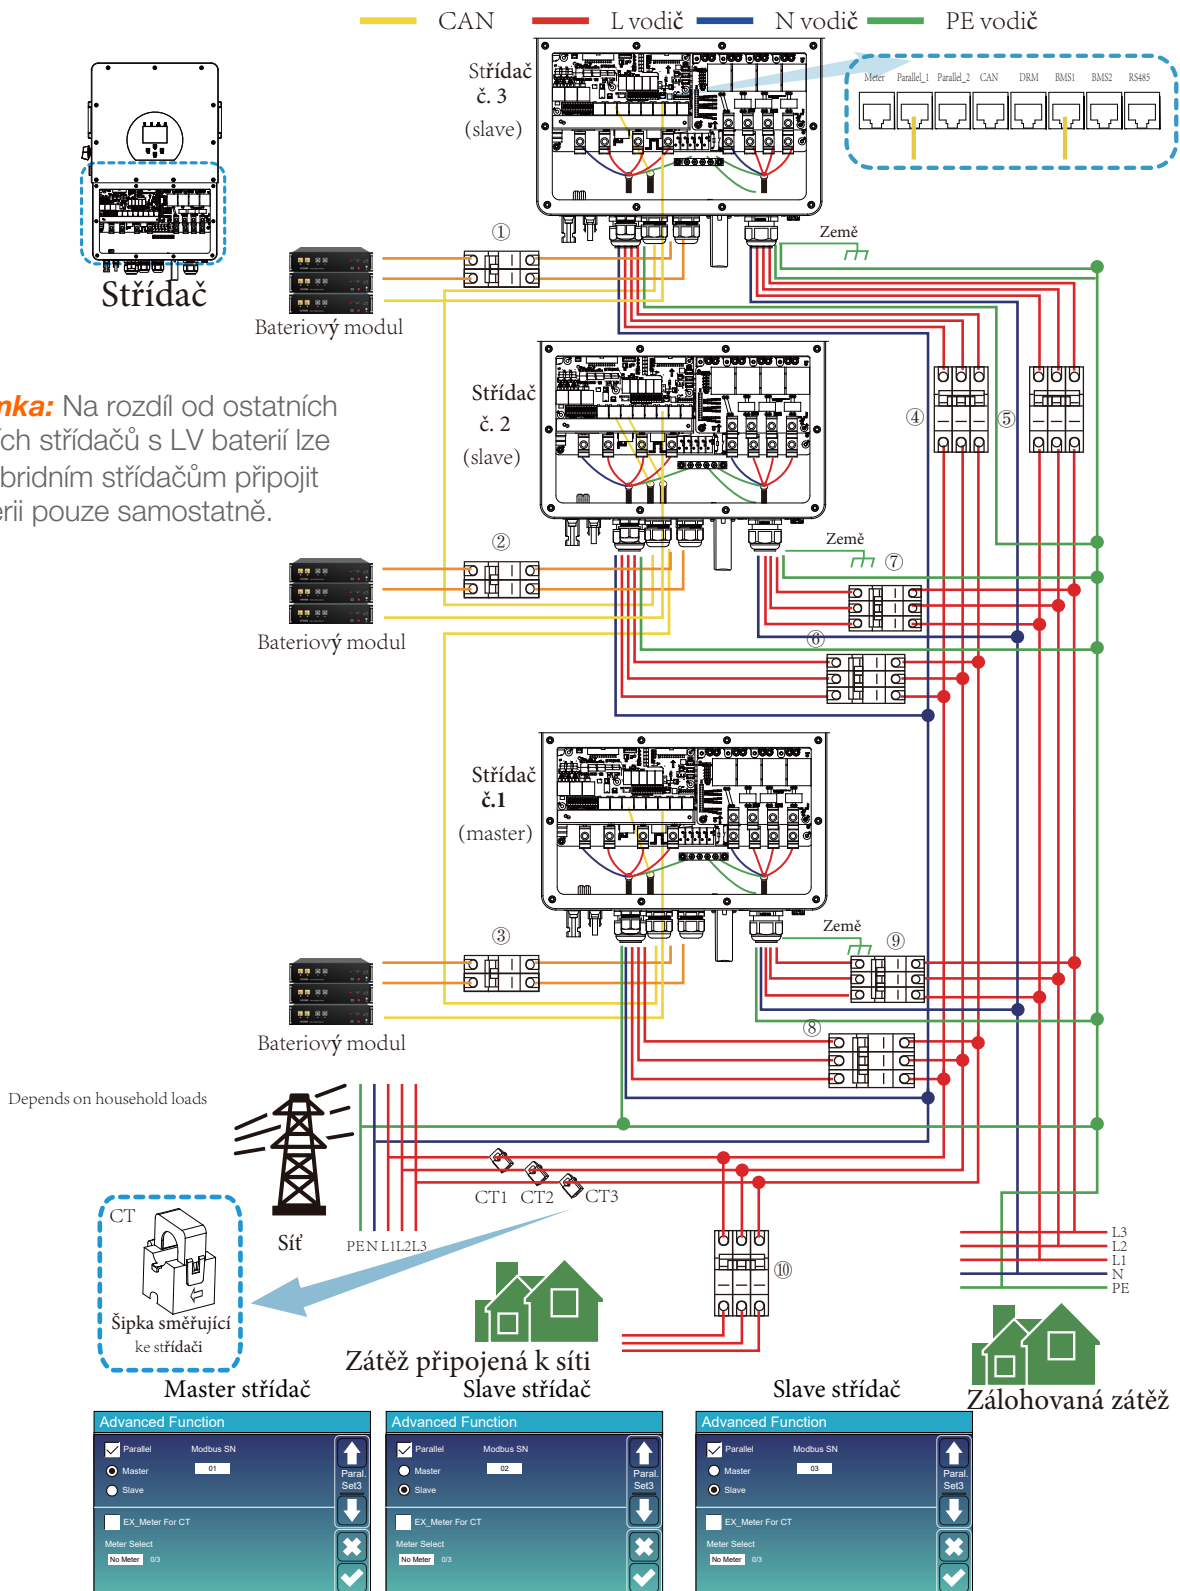 CAN L vodič N vodič PE vodič
Střídač
č. 3
(slave)
Meter Parallel_1 Parallel_2 CAN DRM BMS1 BMS2 RS485
Střídač
①
Země
Bateriový modul
mka: Na rozdíl od ostatních
ích střídačů s LV baterií lze
bridním střídačům připojit
erii pouze samostatně.
Střídač
č. 2
(slave)
④
⑤
②
Země
⑦
Bateriový modul
⑥
Střídač
č.1
(master)
③
Země
⑨
Bateriový modul
⑧
Depends on household loads
CT1 CT2 CT3
CT
Síť
PE N L1 L2 L3
⑩
L3
L2
L1
N
PE
Šipka směřující
ke střídači
Zátěž připojená k síti
Zálohovaná zátěž
Master střídač
Slave střídač
Slave střídač
Advanced Function
Parallel Modbus SN
Master 01
Slave
Paral.
Set3
EX_Meter For CT
Meter Select
No Meter 0/3
Advanced Function
Parallel Modbus SN
Master 02
Slave
Paral.
Set3
EX_Meter For CT
Meter Select
No Meter 0/3
Advanced Function
Parallel Modbus SN
Master 03
Slave
Paral.
Set3
EX_Meter For CT
Meter Select
No Meter 0/3